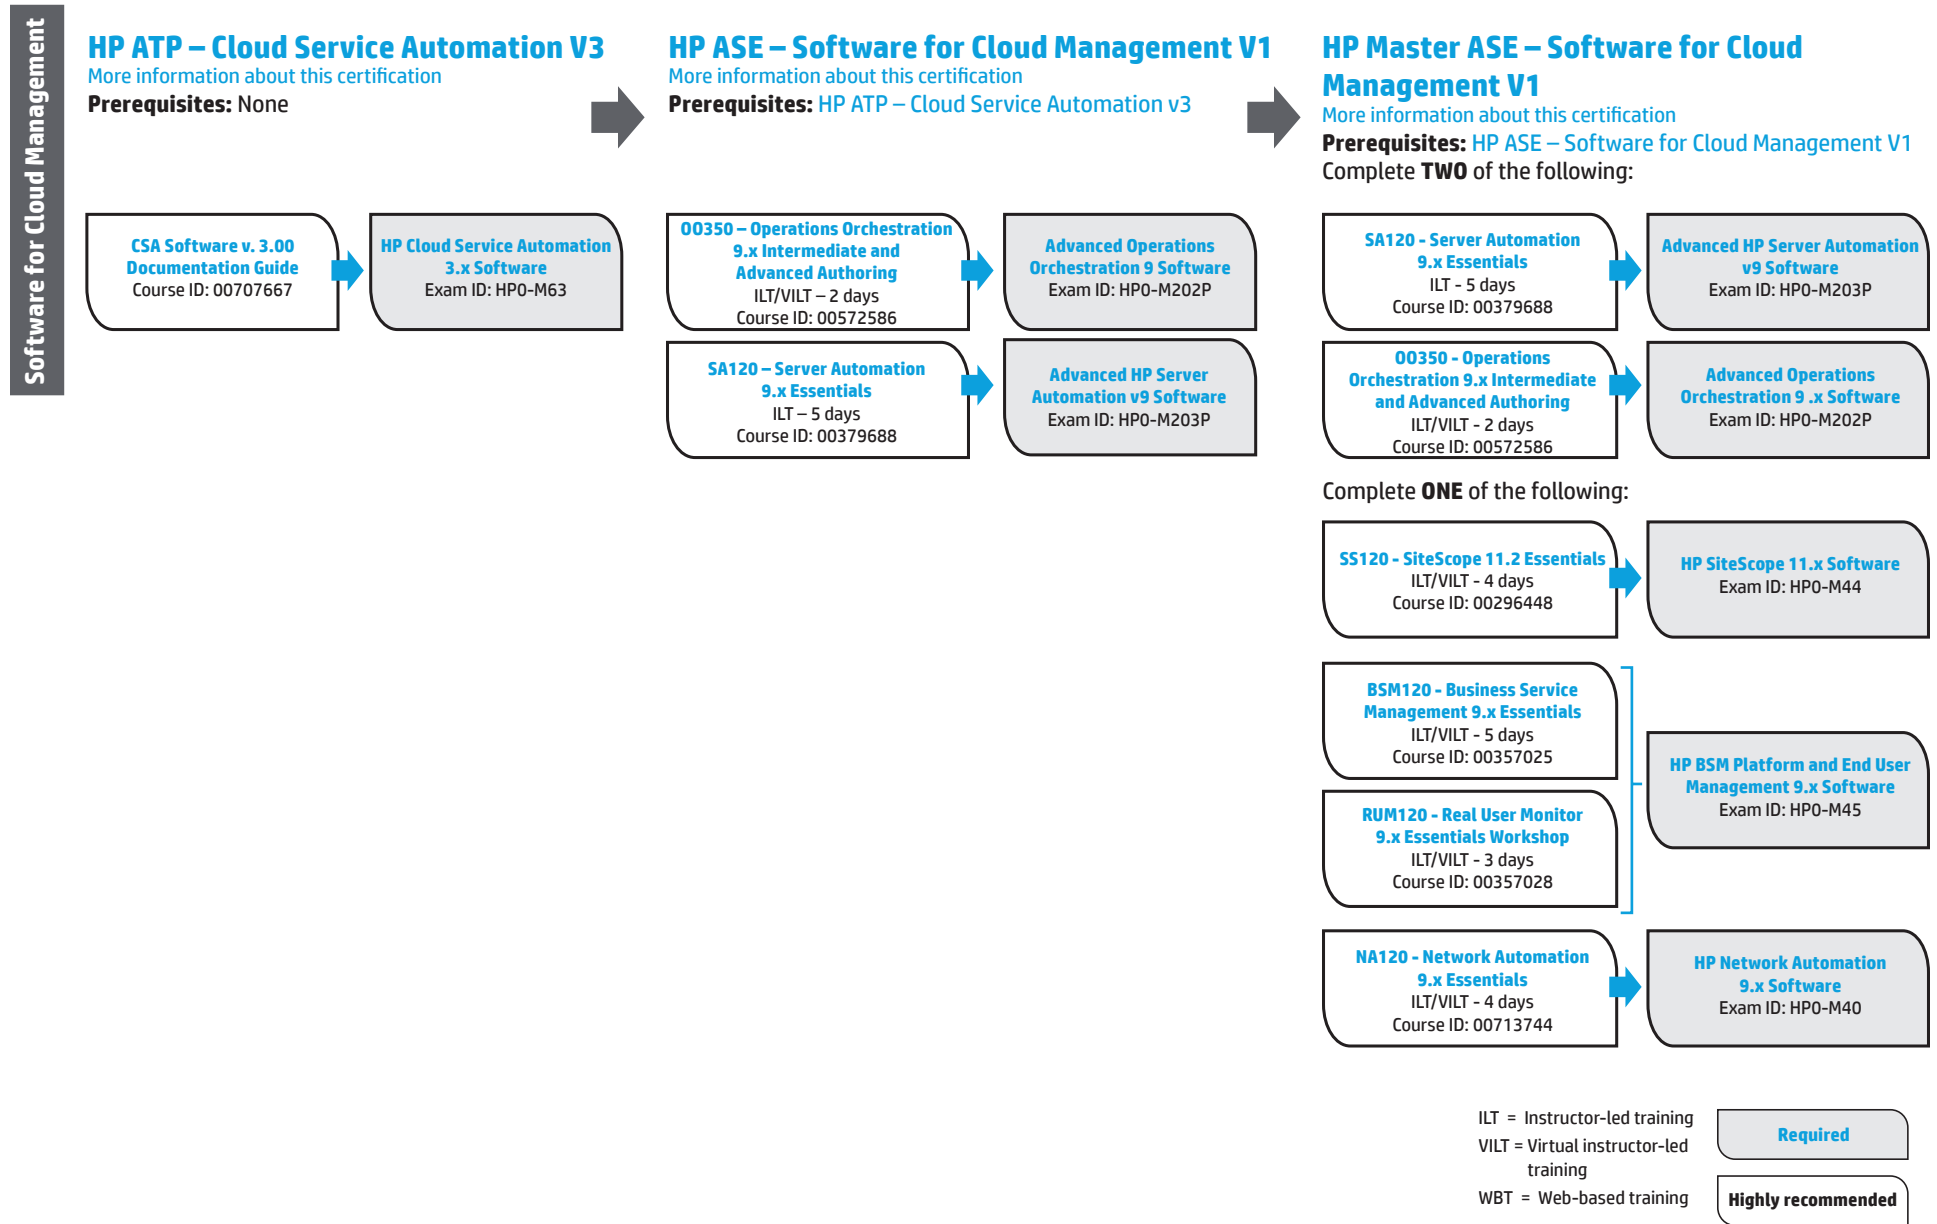 Software for Cloud Management
HP ATP – Cloud Service Automation V3
More information about this certification
Prerequisites: None
CSA Software v. 3.00
Documentation Guide
Course ID: 00707667
HP Cloud Service Automation
3.x Software
Exam ID: HP0-M63
HP ASE – Software for Cloud Management V1
More information about this certification
Prerequisites: HP ATP – Cloud Service Automation v3
OO350 – Operations Orchestration
9.x Intermediate and
Advanced Authoring
ILT/VILT – 2 days
Course ID: 00572586
Advanced Operations
Orchestration 9 Software
Exam ID: HP0-M202P
SA120 – Server Automation
9.x Essentials
ILT – 5 days
Course ID: 00379688
Advanced HP Server
Automation v9 Software
Exam ID: HP0-M203P
HP Master ASE – Software for Cloud
Management V1
More information about this certification
Prerequisites: HP ASE – Software for Cloud Management V1
Complete TWO of the following:
SA120 - Server Automation
9.x Essentials
ILT - 5 days
Course ID: 00379688
Advanced HP Server Automation
v9 Software
Exam ID: HP0-M203P
OO350 - Operations
Orchestration 9.x Intermediate
and Advanced Authoring
ILT/VILT - 2 days
Course ID: 00572586
Advanced Operations
Orchestration 9 .x Software
Exam ID: HP0-M202P
Complete ONE of the following:
SS120 - SiteScope 11.2 Essentials
ILT/VILT - 4 days
Course ID: 00296448
HP SiteScope 11.x Software
Exam ID: HP0-M44
BSM120 - Business Service
Management 9.x Essentials
ILT/VILT - 5 days
Course ID: 00357025
RUM120 - Real User Monitor
9.x Essentials Workshop
ILT/VILT - 3 days
Course ID: 00357028
HP BSM Platform and End User
Management 9.x Software
Exam ID: HP0-M45
NA120 - Network Automation
9.x Essentials
ILT/VILT - 4 days
Course ID: 00713744
HP Network Automation
9.x Software
Exam ID: HP0-M40
ILT = Instructor-led training
VILT = Virtual instructor-led
training
WBT = Web-based training
Required
Highly recommended